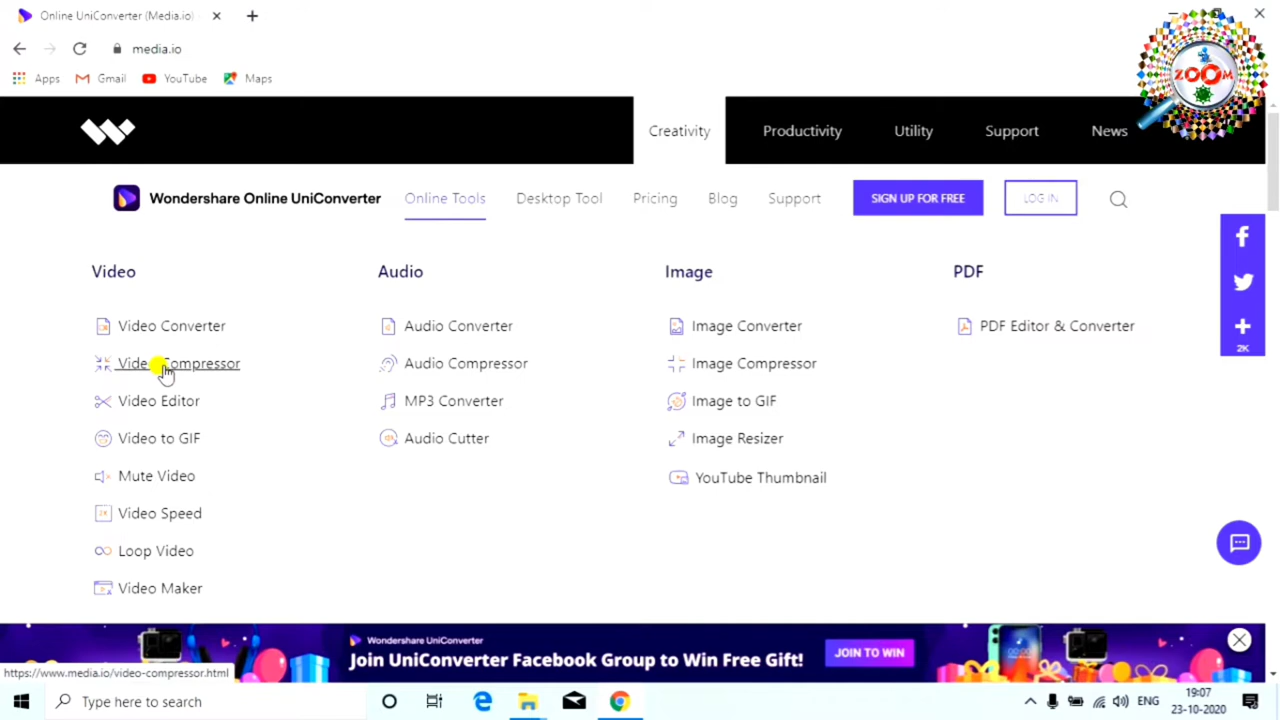 Online UniConverter (Media.io)
media.io
Apps Gmail YouTube Maps
ZOOM
Creativity Productivity Utility Support News
Wondershare Online UniConverter Online Tools Desktop Tool Pricing Blog Support SIGN UP FOR FREE LOG IN
Video Audio Image PDF
Video Converter Audio Converter Image Converter PDF Editor & Converter
2K
Video Compressor Audio Compressor Image Compressor
Video Editor MP3 Converter Image to GIF
Video to GIF Audio Cutter Image Resizer
Mute Video YouTube Thumbnail
Video Speed
Loop Video
Video Maker
Wondershare UniConverter
Join UniConverter Facebook Group to Win Free Gift! JOIN TO WIN
https://www.media.io/video-compressor.html
Type here to search ENG 19:07
23-10-2020